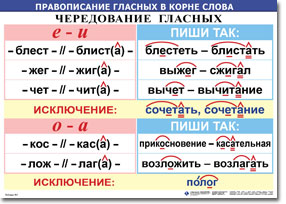 ПРАВОПИСАНИЕ ГЛАСНЫХ В КОРНЕ СЛОВА
ЧЕРЕДОВАНИЕ ГЛАСНЫХ
е - и ПИШИ ТАК:
- блест - // - блист(а) - блестеть – блистать
- жег - // - жиг(а) - выжег – сжигал
- чет - // - чит(а) - вычет – вычитание
ИСКЛЮЧЕНИЕ: сочетать, сочетание
о - а ПИШИ ТАК:
- кос - // - кас(а) - прикосновение – касательная
- лож - // - лаг(а) - возложить – возлагать
ИСКЛЮЧЕНИЕ: полог